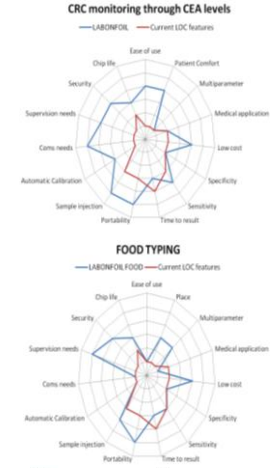 CRC monitoring through CEA levels
LABONFOIL Current LOC features
Ease of use
Chip life Patient Comfort
Security Multiparameter
Supervision needs Medical application
Coms needs Low cost
Automatic Calibration Specificity
Sample injection Sensitivity
Portability Time to result
FOOD TYPING
LABONFOIL FOOD Current LOC features
Ease of use
Chip life Place
Security Multiparameter
Supervision needs Medical application
Coms needs Low cost
Automatic Calibration Specificity
Sample injection Sensitivity
Portability Time to result